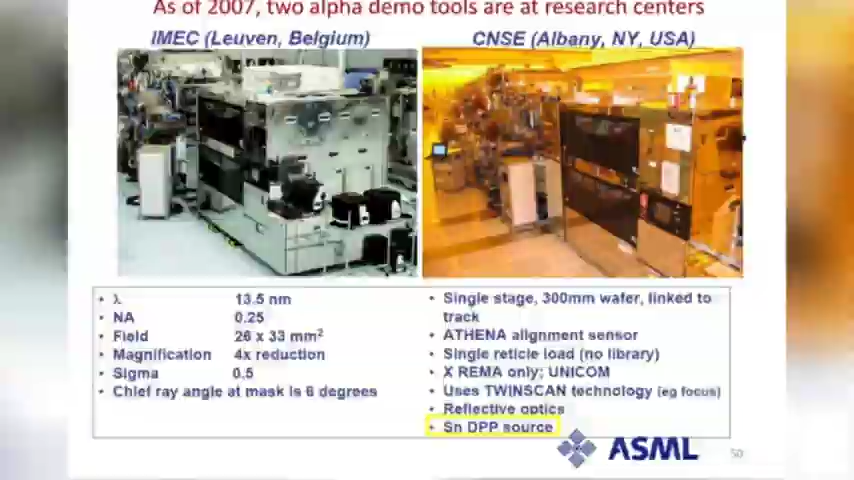 As of 2007, two alpha demo tools are at research centers
IMEC (Leuven, Belgium)
CNSE (Albany, NY, USA)
• λ 13.5 nm
• NA 0.25
• Field 26 x 33 mm²
• Magnification 4x reduction
• Sigma 0.5
• Chief ray angle at mask is 6 degrees
• Single stage, 300mm wafer, linked to
track
• ATHENA alignment sensor
• Single reticle load (no library)
• X REMA only; UNICOM
• Uses TWINSCAN technology (eg focus)
• Reflective optics
• Sn DPP source
ASML
50